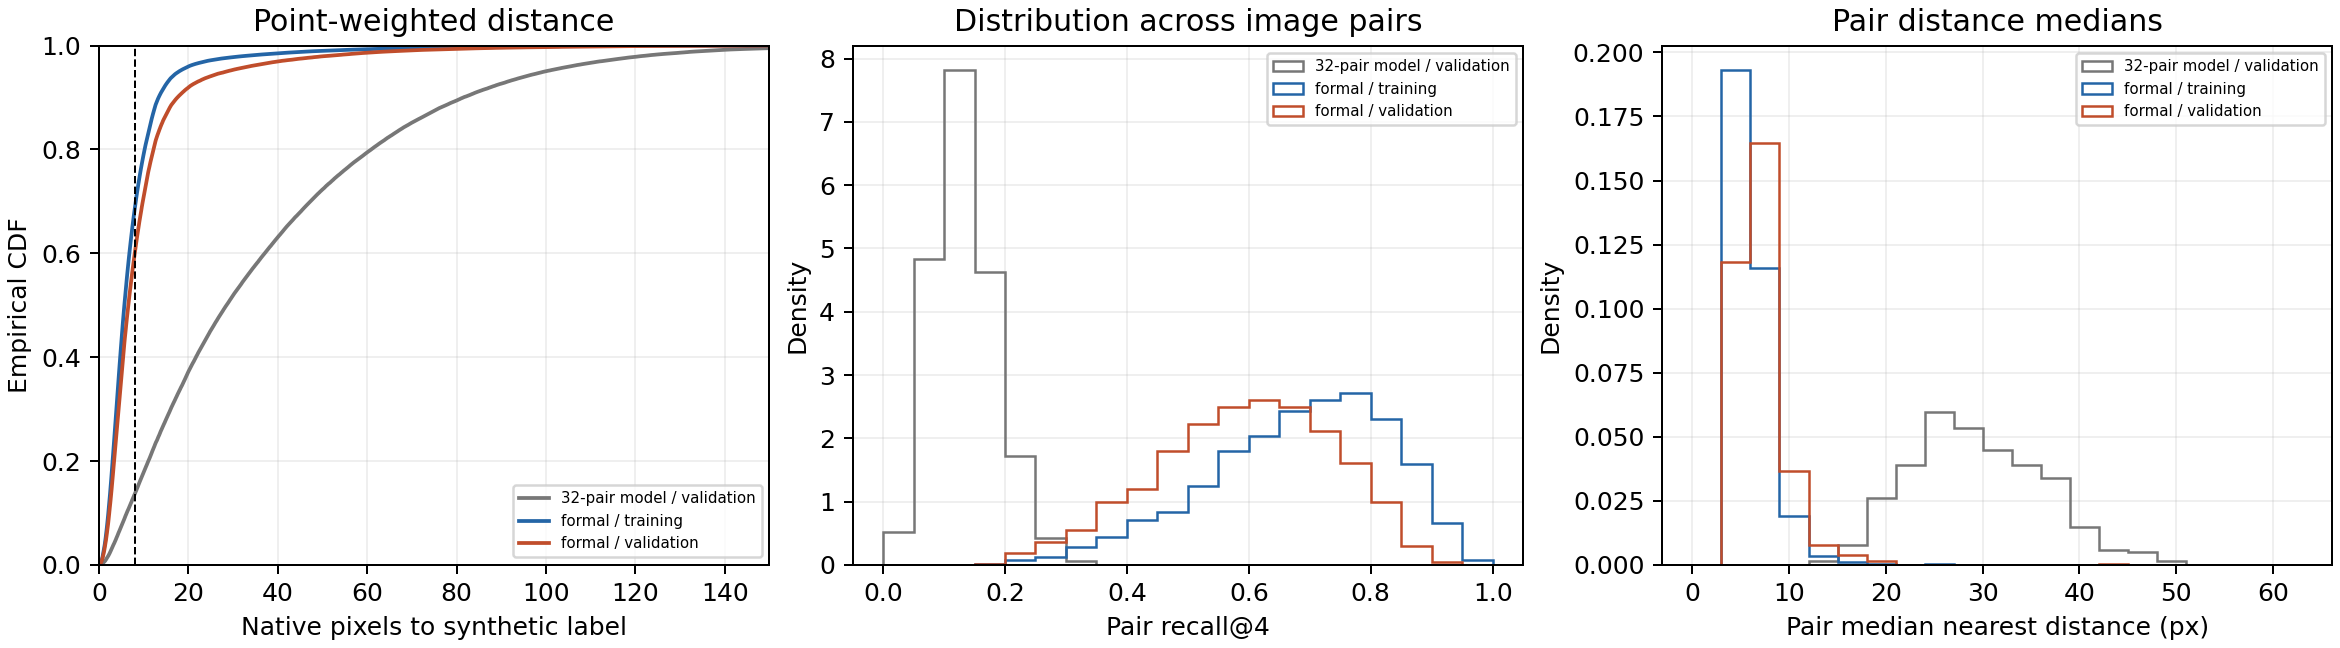 Point-weighted distance
Empirical CDF
1.0
0.8
0.6
0.4
0.2
0.0
0 20 40 60 80 100 120 140
Native pixels to synthetic label
32-pair model / validation
formal / training
formal / validation
Distribution across image pairs
Density
8
7
6
5
4
3
2
1
0
0.0 0.2 0.4 0.6 0.8 1.0
Pair recall@4
32-pair model / validation
formal / training
formal / validation
Pair distance medians
Density
0.200
0.175
0.150
0.125
0.100
0.075
0.050
0.025
0.000
0 10 20 30 40 50 60
Pair median nearest distance (px)
32-pair model / validation
formal / training
formal / validation